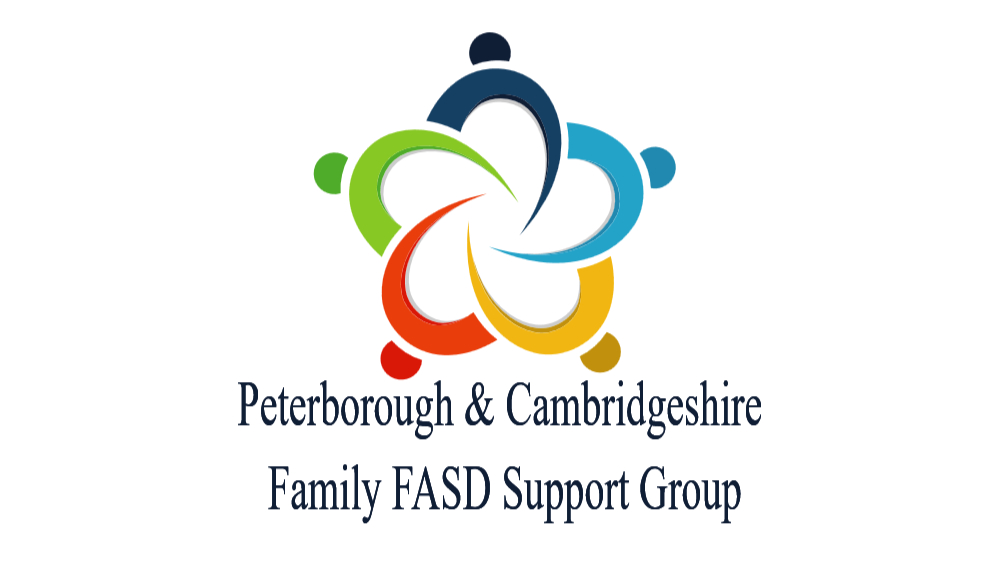 Peterborough & Cambridgeshire
Family FASD Support Group